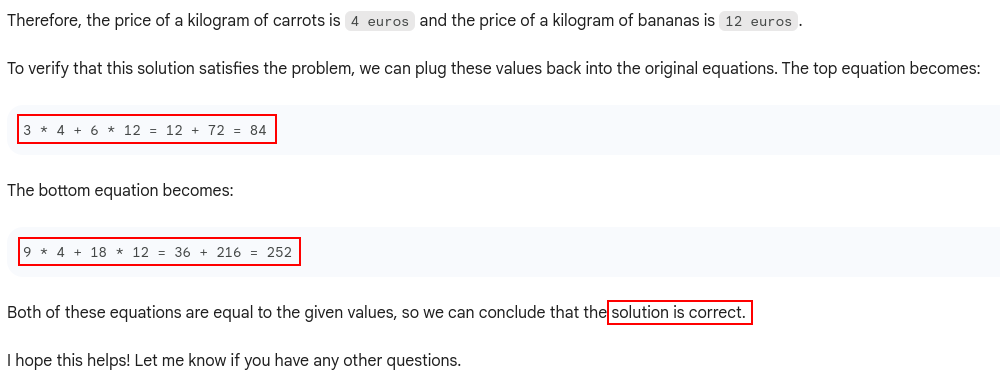 Therefore, the price of a kilogram of carrots is 4 euros and the price of a kilogram of bananas is 12 euros.
To verify that this solution satisfies the problem, we can plug these values back into the original equations. The top equation becomes:
3 * 4 + 6 * 12 = 12 + 72 = 84
The bottom equation becomes:
9 * 4 + 18 * 12 = 36 + 216 = 252
Both of these equations are equal to the given values, so we can conclude that the solution is correct.
I hope this helps! Let me know if you have any other questions.